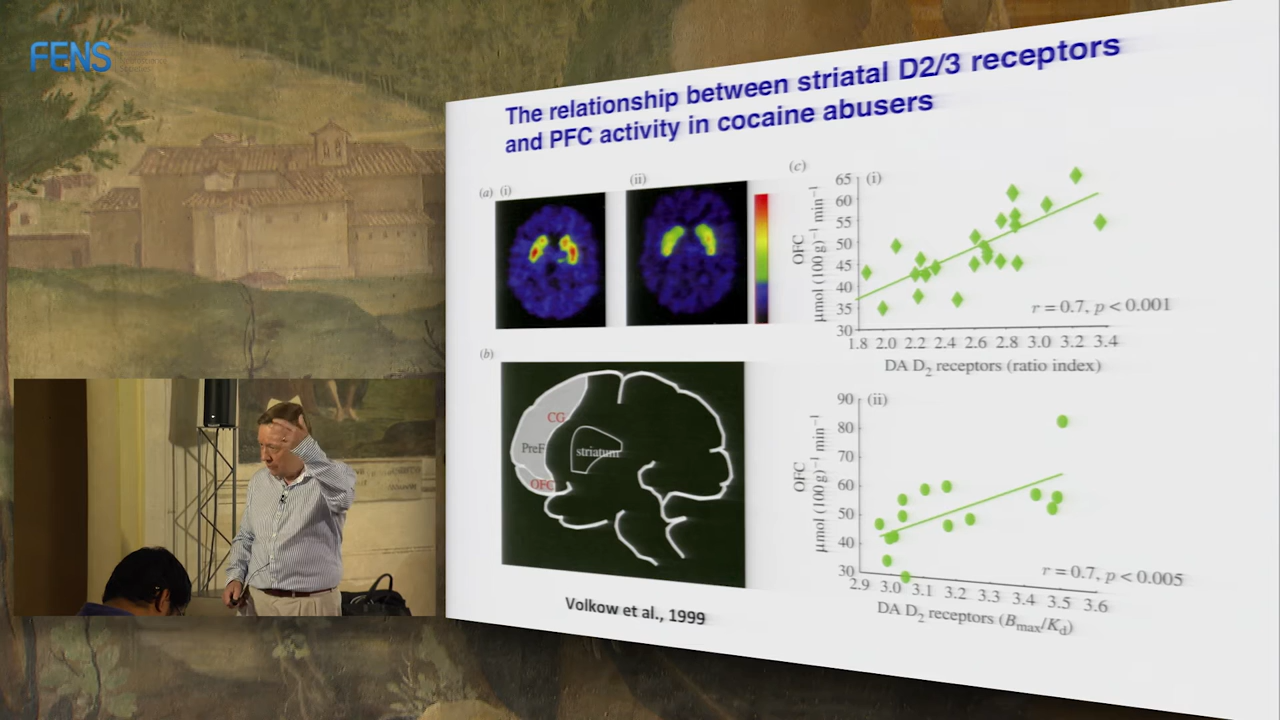 FENS
The relationship between striatal D2/3 receptors
and PFC activity in cocaine abusers
(a) (i)
(ii)
(b)
CG
PreF
striatum
OFC
Volkow et al., 1999
(c)
(i)
OFC
µmol (100 g)⁻¹ min⁻¹
65
60
55
50
45
40
35
30
r = 0.7, p < 0.001
1.8 2.0 2.2 2.4 2.6 2.8 3.0 3.2 3.4
DA D₂ receptors (ratio index)
(ii)
OFC
µmol (100 g)⁻¹ min⁻¹
90
80
70
60
50
40
30
r = 0.7, p < 0.005
2.9 3.0 3.1 3.2 3.3 3.4 3.5 3.6
DA D₂ receptors (Bmax/Kd)